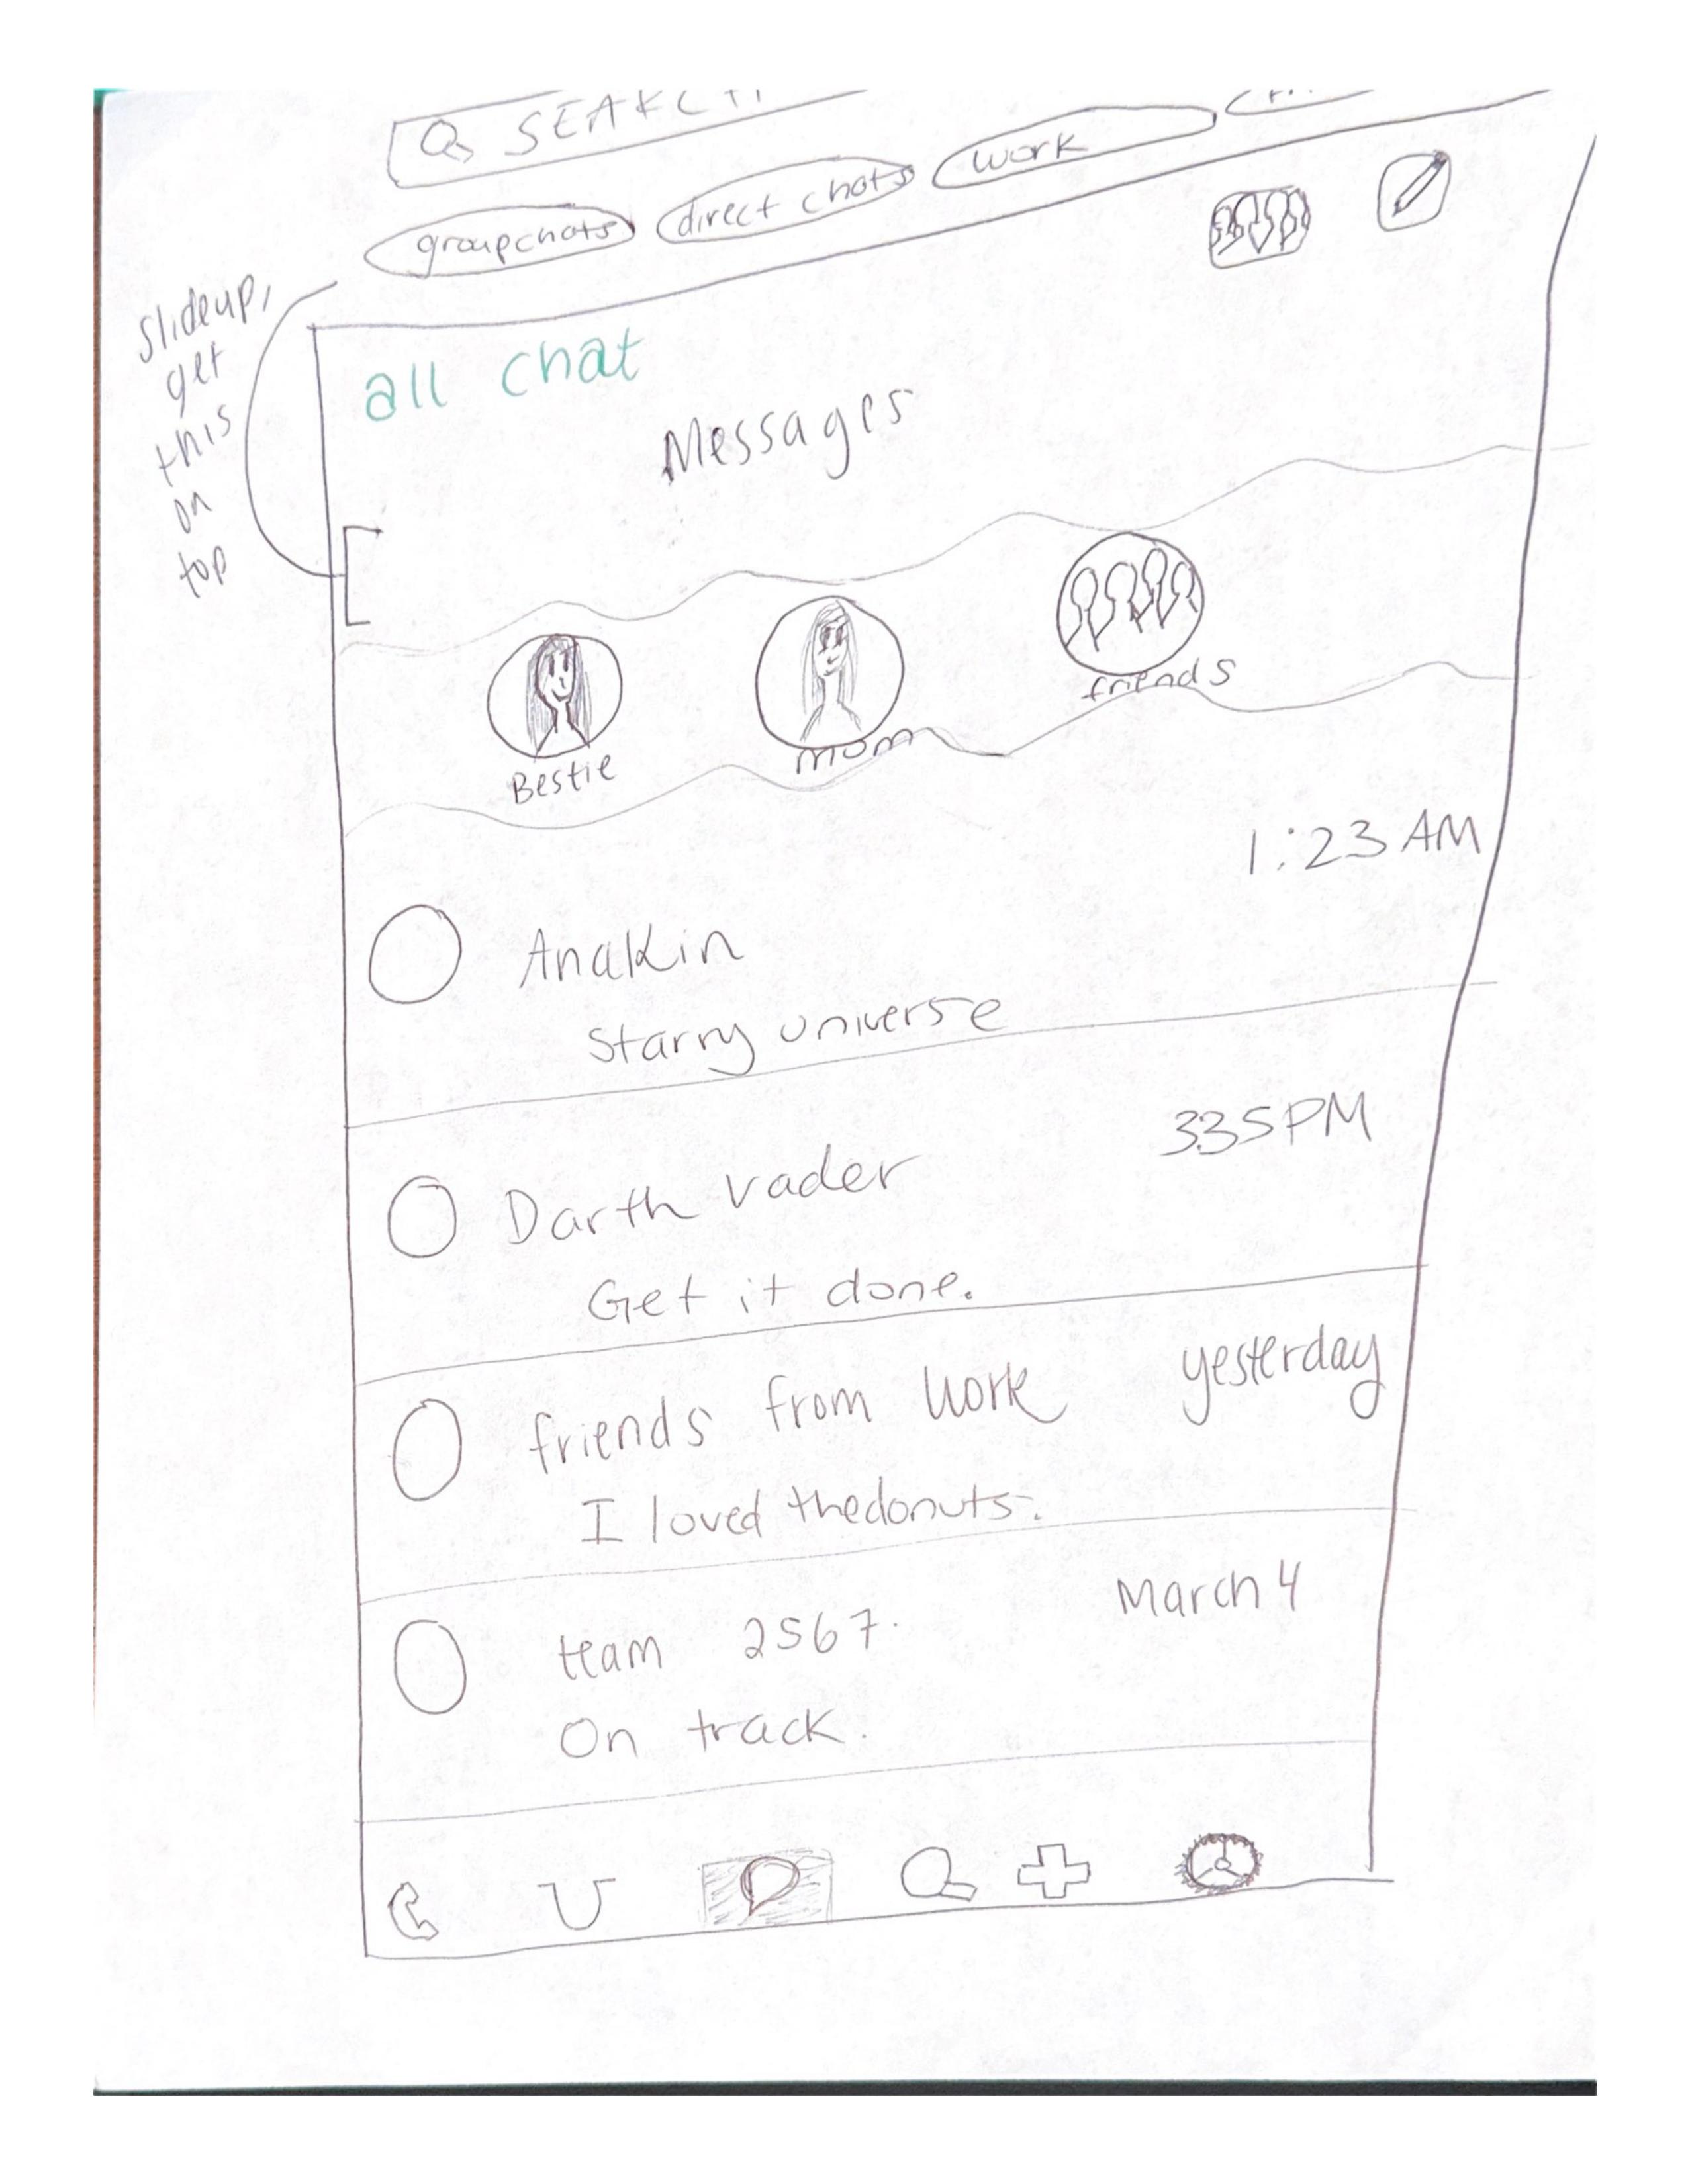 SEARCH
groupchats direct chats work
slideup,
get
this
on
top
all chat
Messages
Bestie mom friends
1:23 AM
Anakin
Starry universe
3:35PM
Darth vader
Get it done.
friends from work yesterday
I loved thedonuts.
team 2567. March 4
On track.